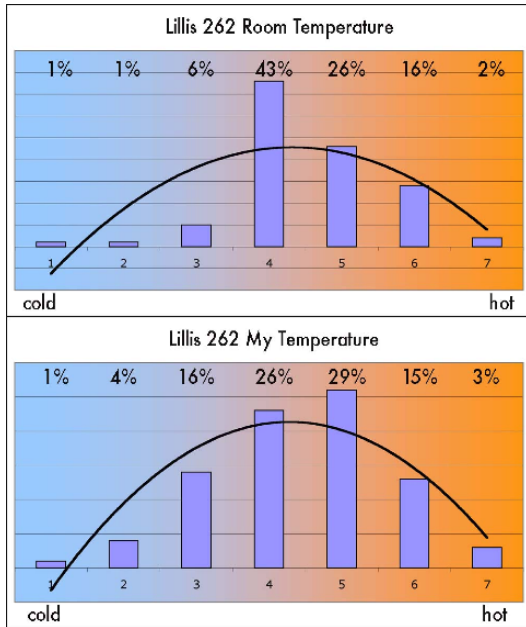 Lillis 262 Room Temperature
1% 1% 6% 43% 26% 16% 2%
1 2 3 4 5 6 7
cold hot
Lillis 262 My Temperature
1% 4% 16% 26% 29% 15% 3%
1 2 3 4 5 6 7
cold hot